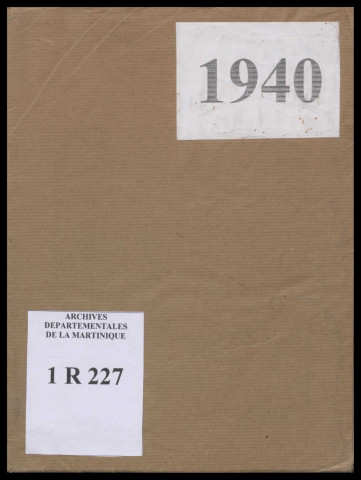 1940
ARCHIVES
DEPARTEMENTALES
DE LA MARTINIQUE
1 R 227